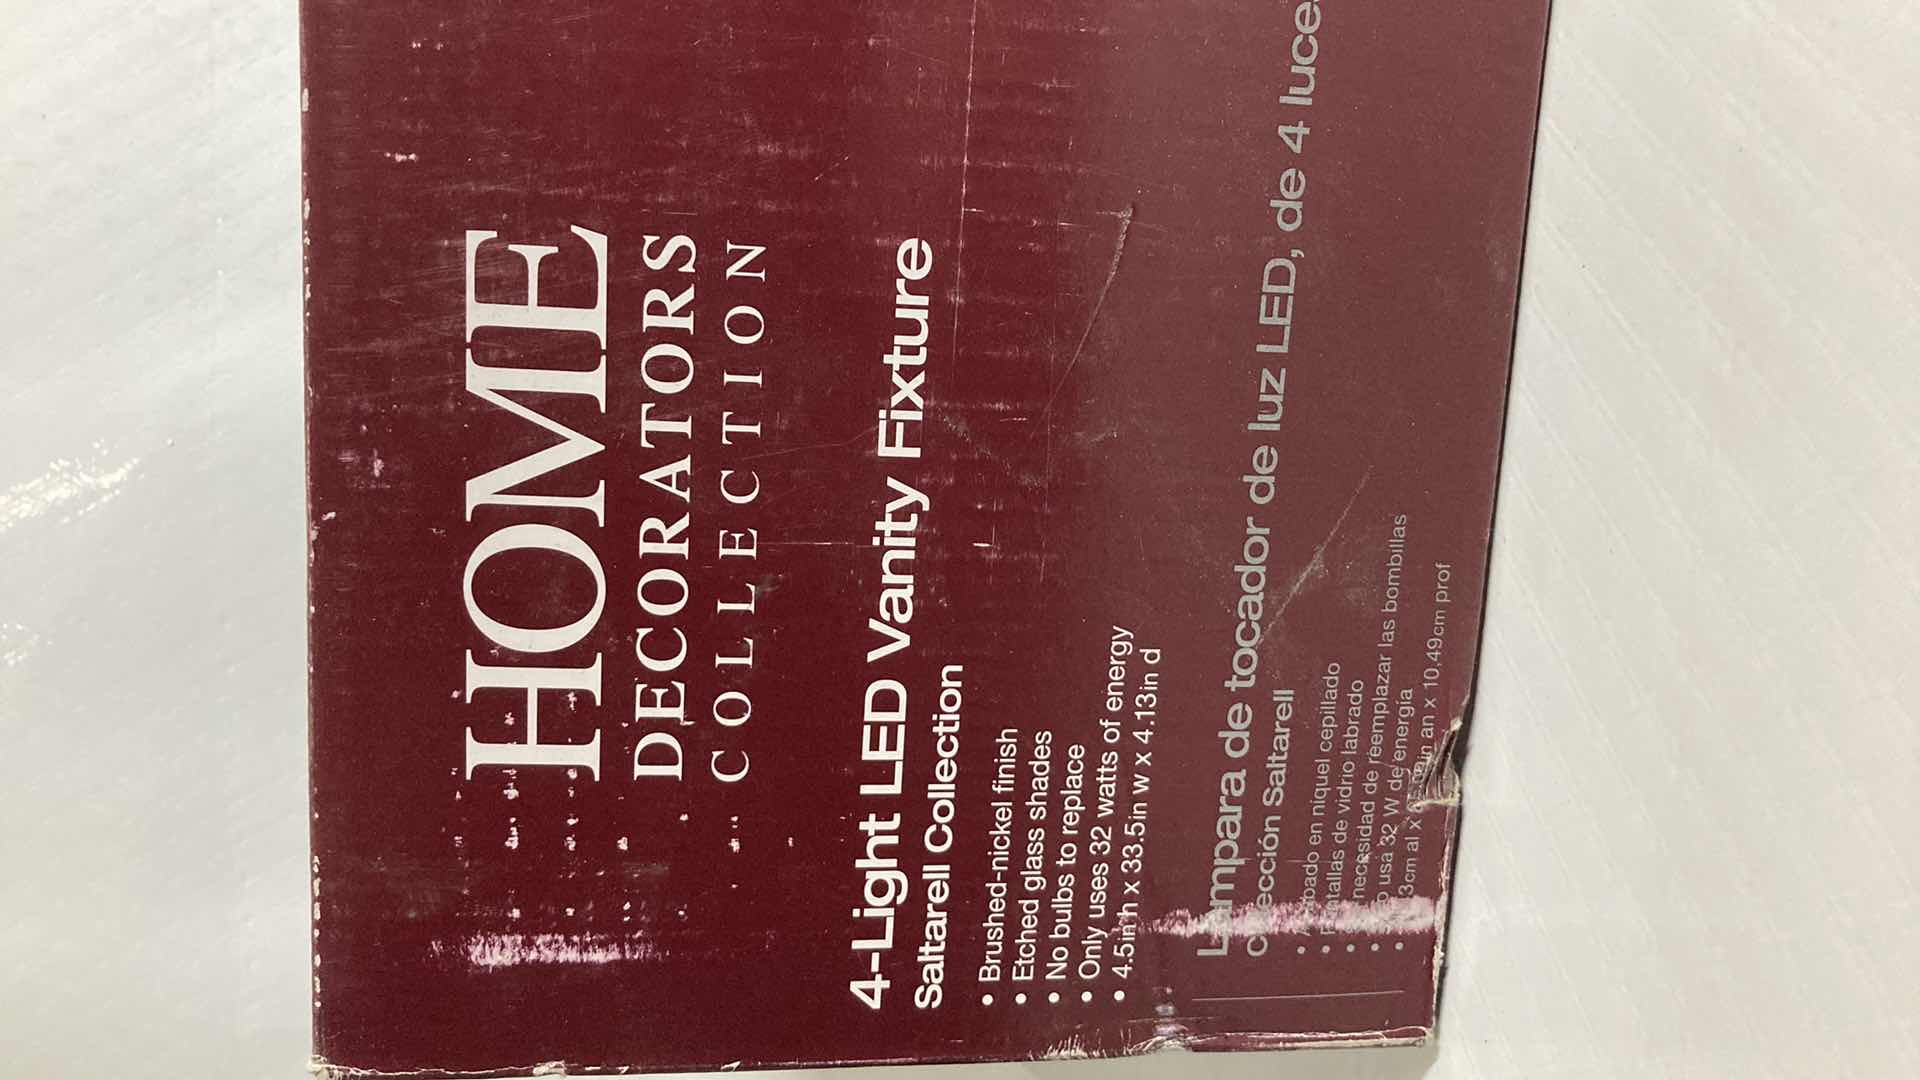 HOME
DECORATORS
COLLECTION
4-Light LED Vanity Fixture
Saltarell Collection
• Brushed-nickel finish
• Etched glass shades
• No bulbs to replace
• Only uses 32 watts of energy
• 4.5in h x 33.5in w x 4.13in d
Lámpara de tocador de luz LED, de 4 luces
colección Saltarell
• en níquel cepillado
• de vidrio labrado
• necesidad de reemplazar las bombillas
• usa 32 W de energía
• al x an x 10,49cm prof